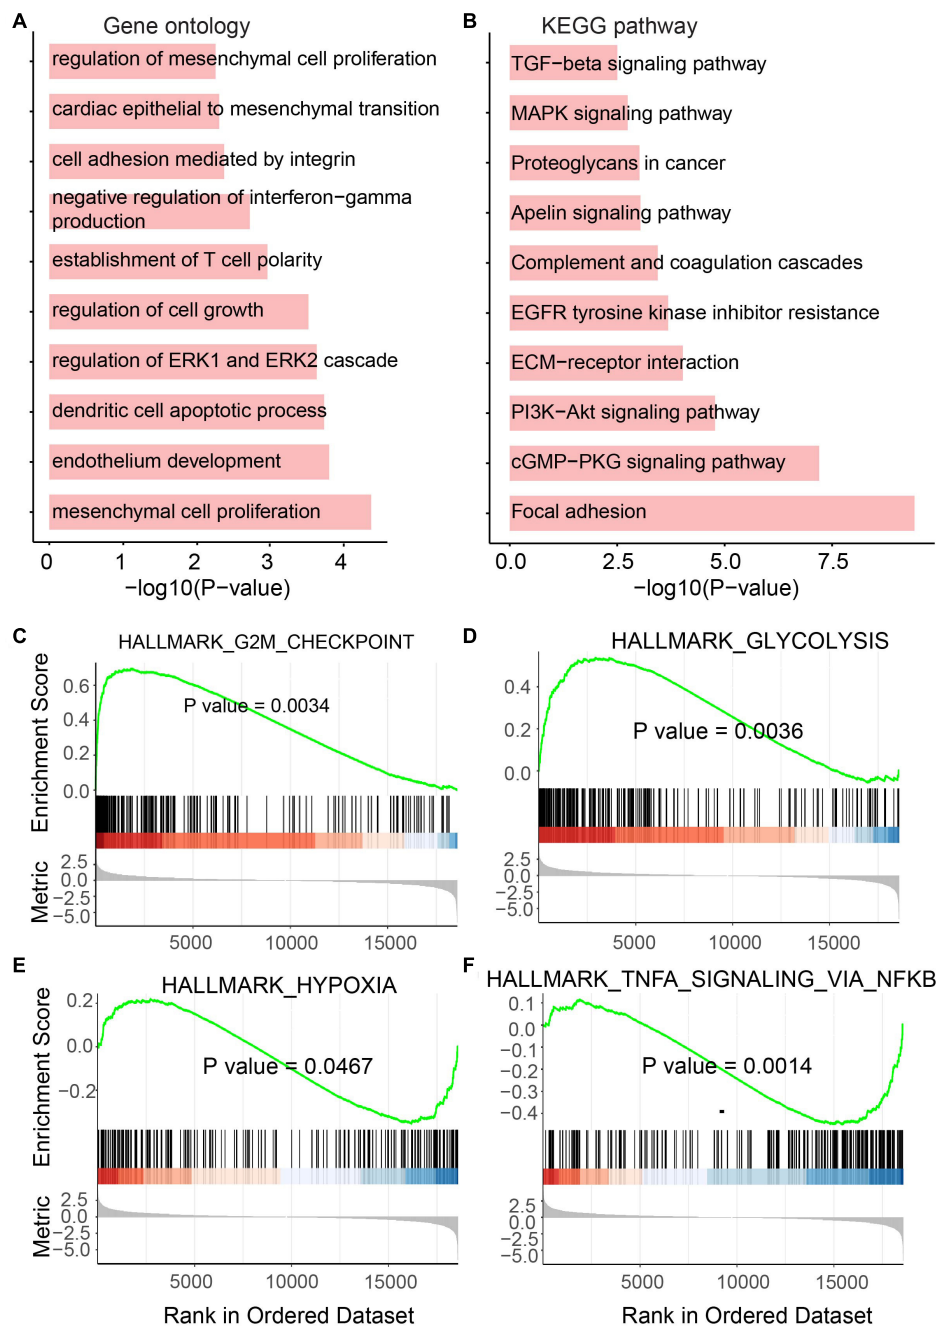 A
Gene ontology
regulation of mesenchymal cell proliferation
cardiac epithelial to mesenchymal transition
cell adhesion mediated by integrin
negative regulation of interferon−gamma
production
establishment of T cell polarity
regulation of cell growth
regulation of ERK1 and ERK2 cascade
dendritic cell apoptotic process
endothelium development
mesenchymal cell proliferation
0 1 2 3 4
−log10(P−value)
B
KEGG pathway
TGF−beta signaling pathway
MAPK signaling pathway
Proteoglycans in cancer
Apelin signaling pathway
Complement and coagulation cascades
EGFR tyrosine kinase inhibitor resistance
ECM−receptor interaction
PI3K−Akt signaling pathway
cGMP−PKG signaling pathway
Focal adhesion
0.0 2.5 5.0 7.5
−log10(P−value)
C
HALLMARK_G2M_CHECKPOINT
Enrichment Score
0.6
0.4
0.2
0.0
P value = 0.0034
Metric
2.5
0.0
−2.5
−5.0
5000 10000 15000
D
HALLMARK_GLYCOLYSIS
0.4
0.2
0.0
P value = 0.0036
2.5
0.0
−2.5
−5.0
5000 10000 15000
E
HALLMARK_HYPOXIA
Enrichment Score
0.2
0.0
−0.2
P value = 0.0467
Metric
2.5
0.0
−2.5
−5.0
5000 10000 15000
Rank in Ordered Dataset
F
HALLMARK_TNFA_SIGNALING_VIA_NFKB
0.1
0.0
−0.1
−0.2
−0.3
−0.4
P value = 0.0014
2.5
0.0
−2.5
−5.0
5000 10000 15000
Rank in Ordered Dataset